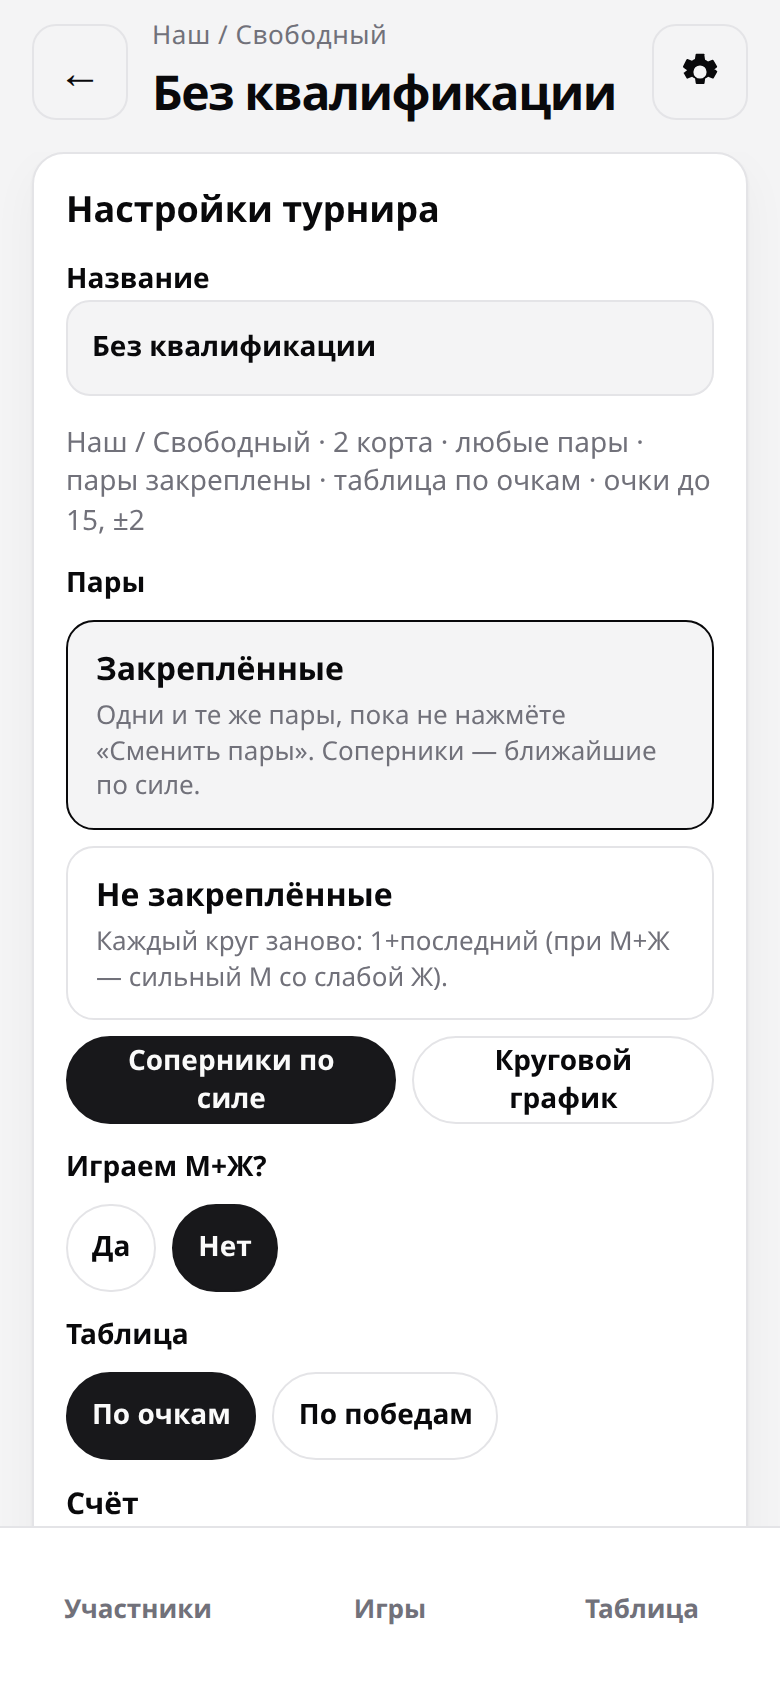 Наш / Свободный
←
Без квалификации
Настройки турнира
Название
Без квалификации
Наш / Свободный · 2 корта · любые пары ·
пары закреплены · таблица по очкам · очки до
15, ±2
Пары
Закреплённые
Одни и те же пары, пока не нажмёте
«Сменить пары». Соперники — ближайшие
по силе.
Не закреплённые
Каждый круг заново: 1+последний (при М+Ж
— сильный М со слабой Ж).
Соперники по
силе
Круговой
график
Играем М+Ж?
Да
Нет
Таблица
По очкам
По победам
Счёт
Участники
Игры
Таблица